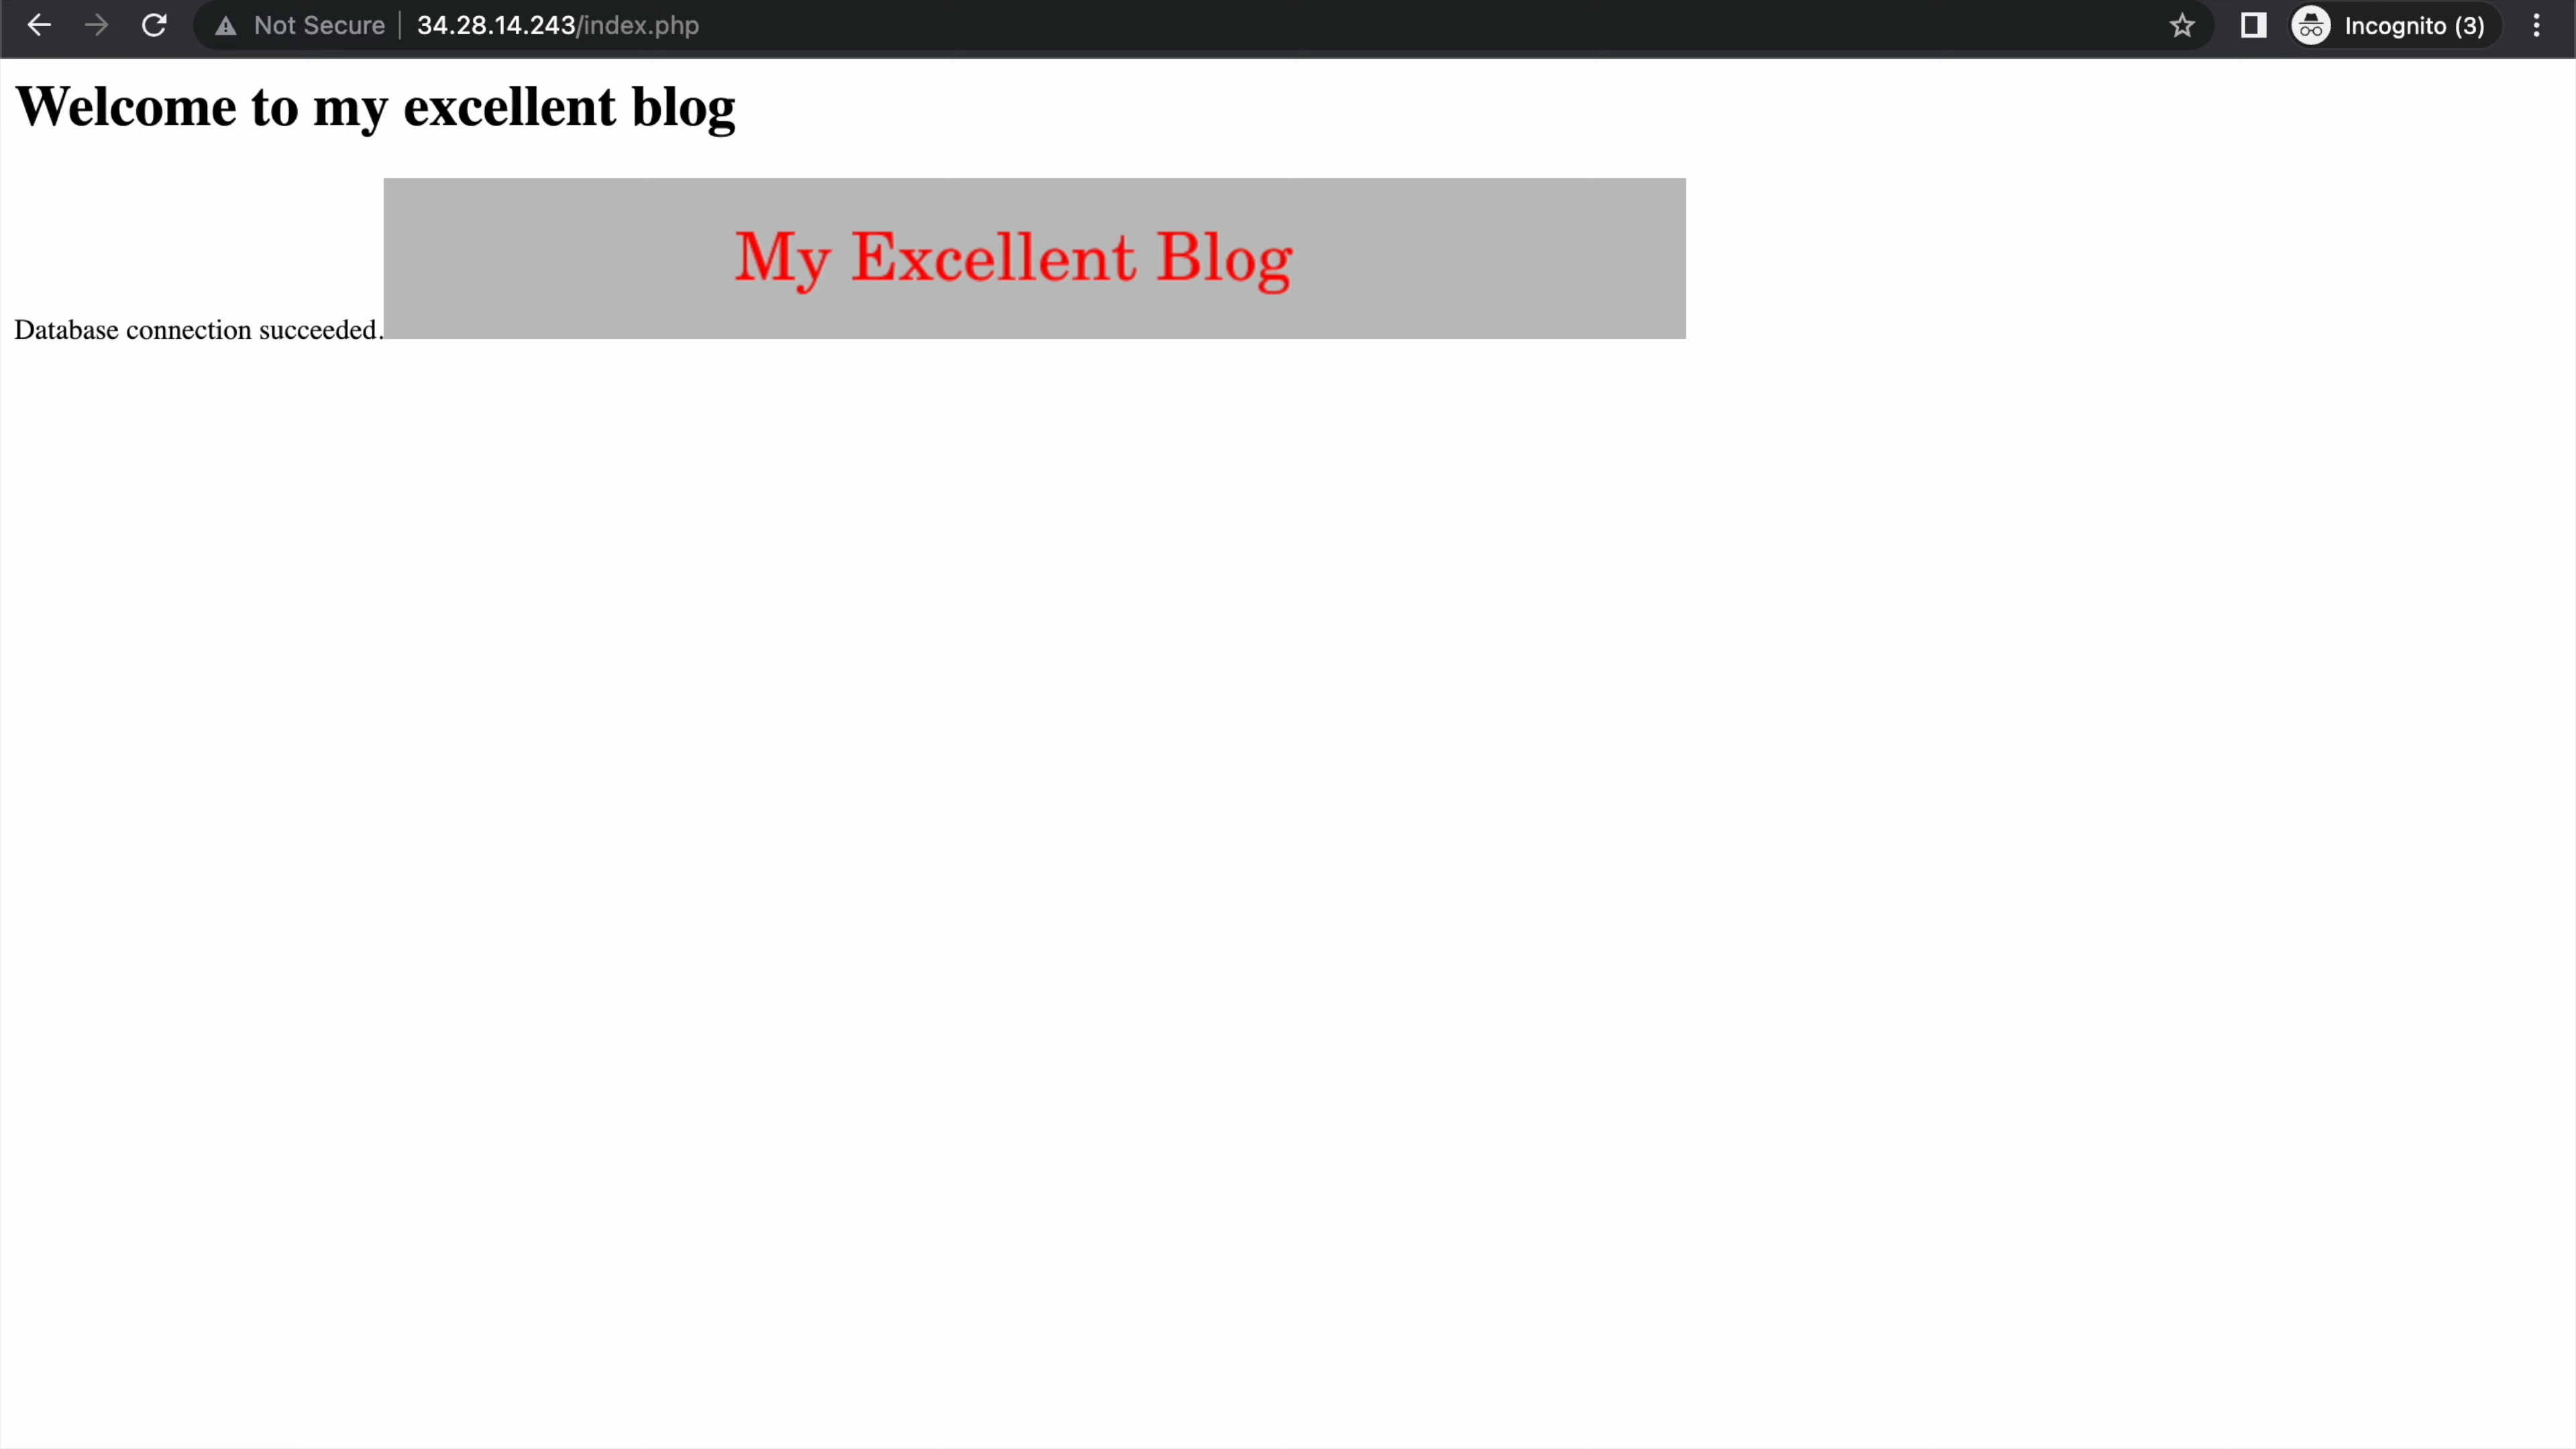 Not Secure 34.28.14.243/index.php Incognito (3)
Welcome to my excellent blog
My Excellent Blog
Database connection succeeded.